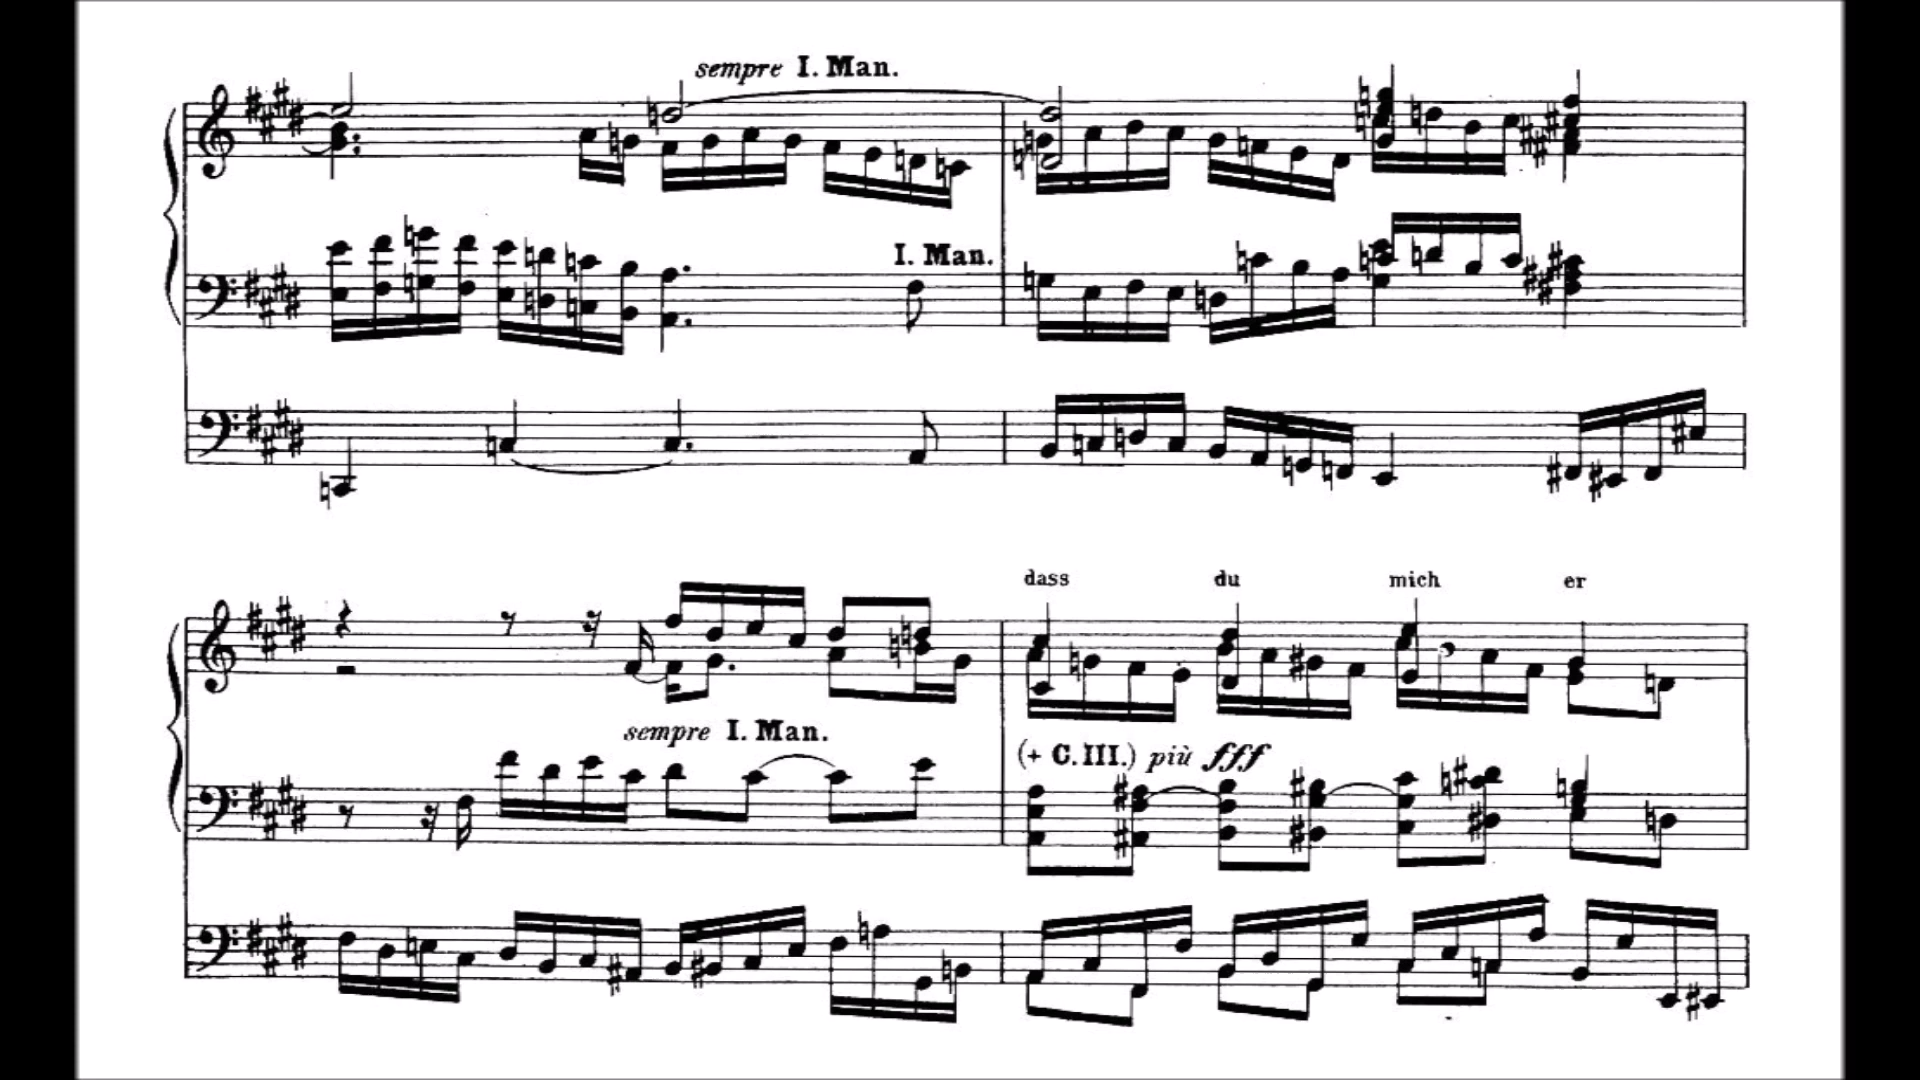 sempre I. Man.
I. Man.
dass du mich er
sempre I. Man.
(+ C. III.) più fff